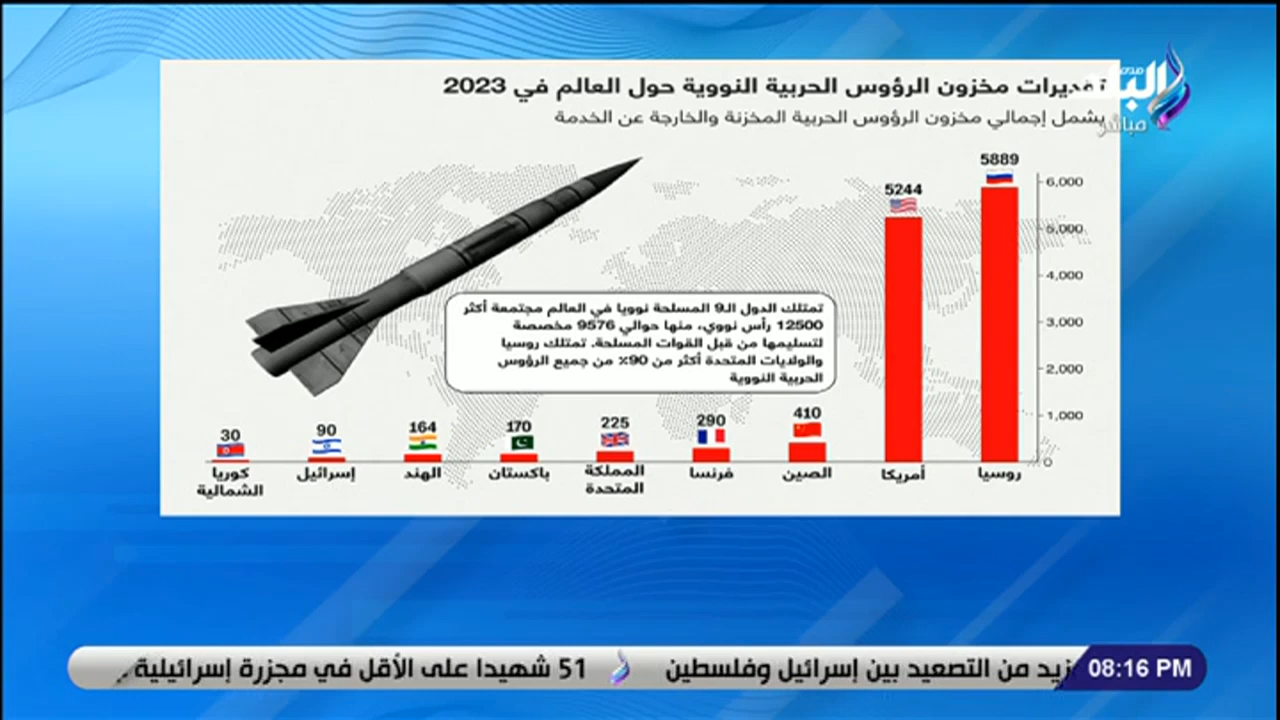 تقديرات مخزون الرؤوس الحربية النووية حول العالم في 2023
يشمل إجمالي مخزون الرؤوس الحربية المخزنة والخارجة عن الخدمة
صدى
البلد
مباشر
5889
5244
410
290
225
170
164
90
30
6,000
5,000
4,000
3,000
2,000
1,000
0
تمتلك الدول الـ9 المسلحة نوويا في العالم مجتمعة أكثر
12500 رأس نووي، منها حوالي 9576 مخصصة
لتسليمها من قبل القوات المسلحة. تمتلك روسيا
والولايات المتحدة أكثر من 90٪ من جميع الرؤوس
الحربية النووية
روسيا
أمريكا
الصين
فرنسا
المملكة
المتحدة
باكستان
الهند
إسرائيل
كوريا
الشمالية
08:16 PM
من التصعيد بين إسرائيل وفلسطين
51 شهيدا على الأقل في مجزرة إسرائيلية